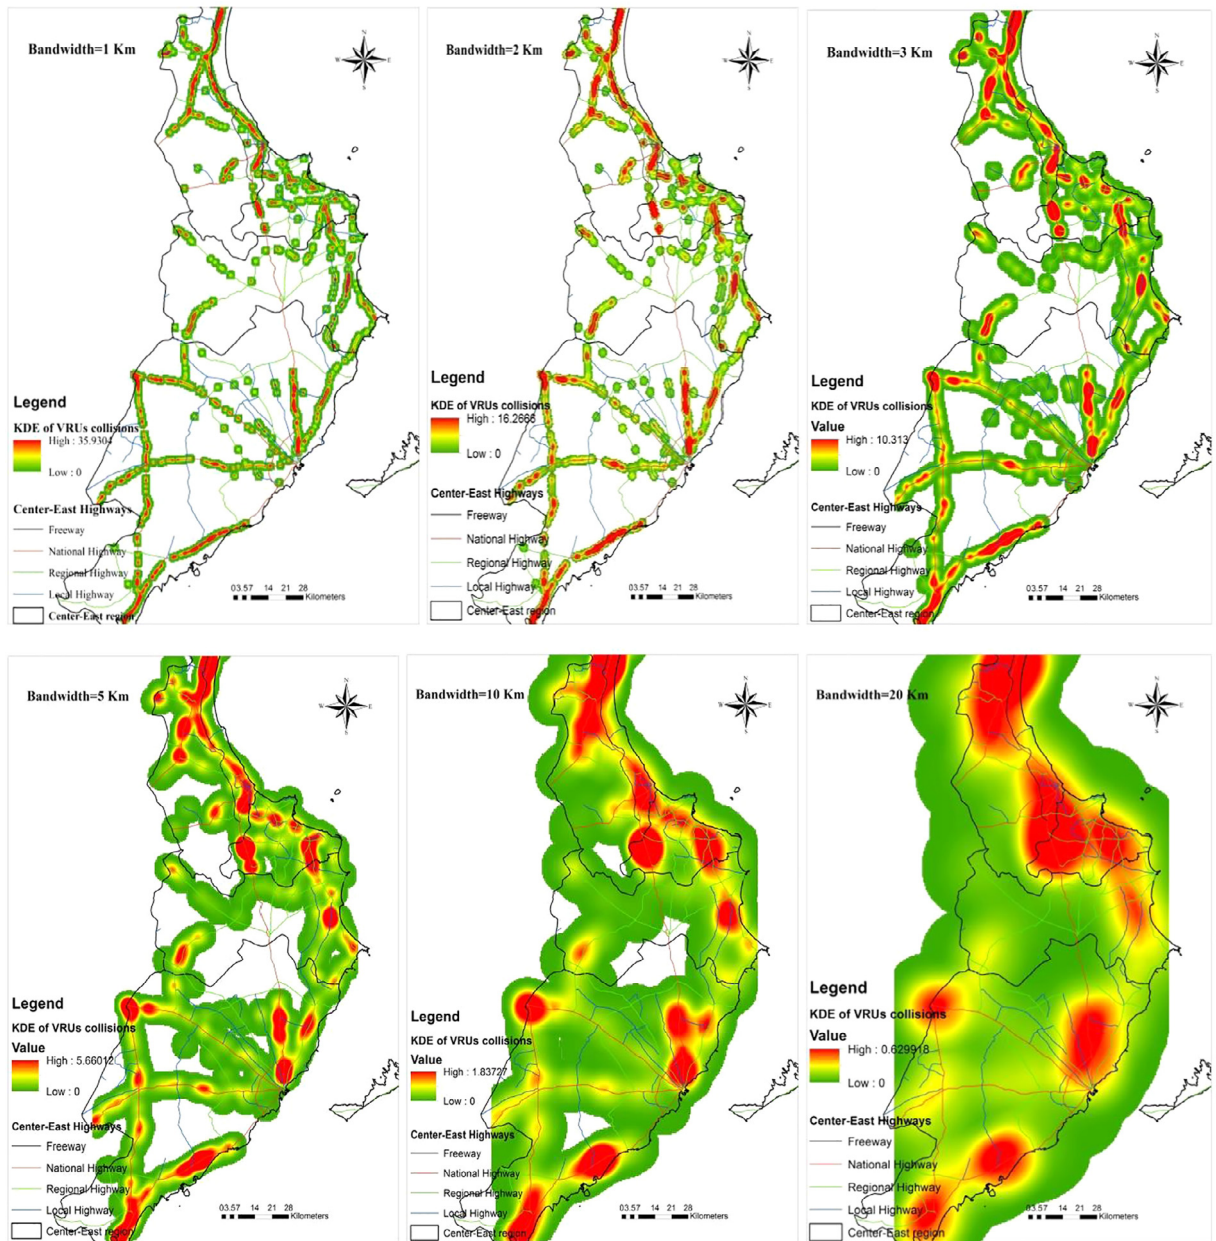 Bandwidth=1 Km
N
W E
S
Legend
KDE of VRUs collisions
High : 35.9304
Low : 0
Center-East Highways
Freeway
National Highway
Regional Highway
Local Highway
Center-East region
03.57 14 21 28
Kilometers
Bandwidth=2 Km
N
W E
S
Legend
KDE of VRUs collisions
High : 16.2666
Low : 0
Center-East Highways
Freeway
National Highway
Regional Highway
Local Highway
Center-East region
03.57 14 21 28
Kilometers
Bandwidth=3 Km
N
W E
S
Legend
KDE of VRUs collisions
Value
High : 10.313
Low : 0
Center-East Highways
Freeway
National Highway
Regional Highway
Local Highway
Center-East region
03.57 14 21 28
Kilometers
Bandwidth=5 Km
N
W E
S
Legend
KDE of VRUs collisions
Value
High : 5.66012
Low : 0
Center-East Highways
Freeway
National Highway
Regional Highway
Local Highway
Center-East region
03.57 14 21 28
Kilometers
Bandwidth=10 Km
N
W E
S
Legend
KDE of VRUs collisions
Value
High : 1.83727
Low : 0
Center-East Highways
Freeway
National Highway
Regional Highway
Local Highway
Center-East region
03.57 14 21 28
Kilometers
Bandwidth=20 Km
N
W E
S
Legend
KDE of VRUs collisions
Value
High : 0.629918
Low : 0
Center-East Highways
Freeway
National Highway
Regional Highway
Local Highway
Center-East region
03.57 14 21 28
Kilometers